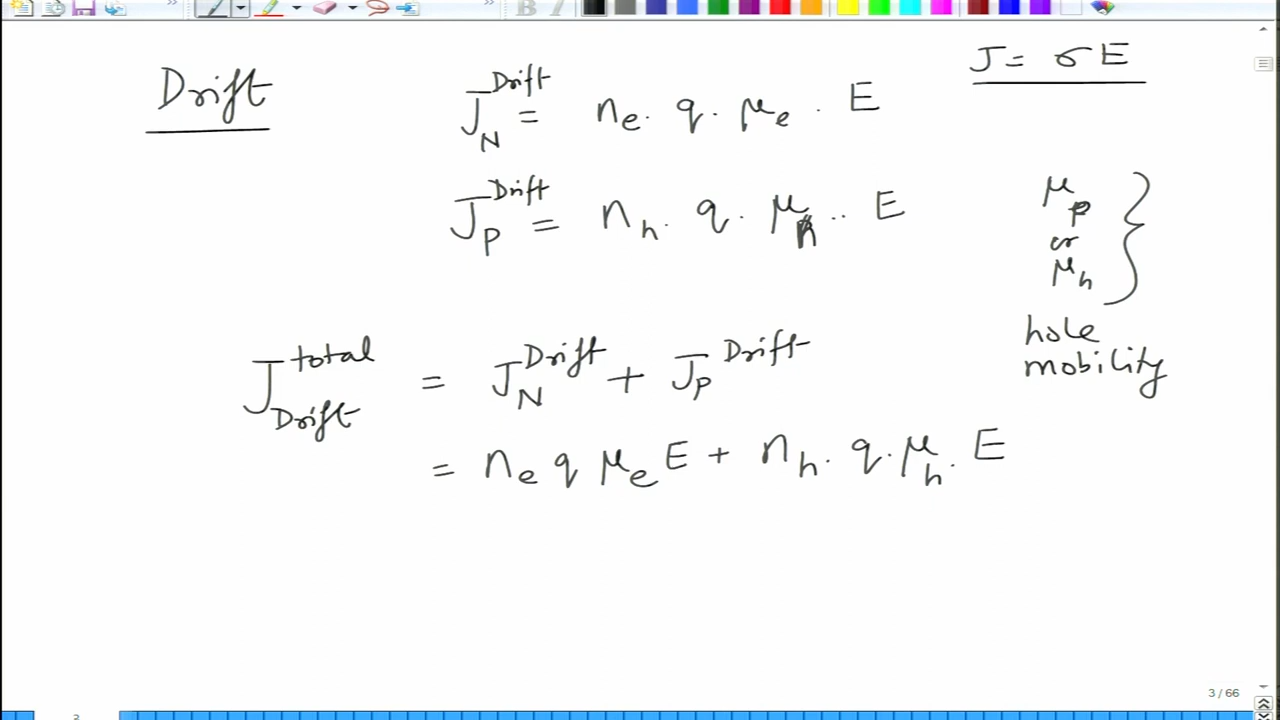 Drift
J_N^Drift = n_e. q. μ_e . E
J = σ E
J_P^Drift = n_h. q. μ_h .. E
μ_p
or
μ_h
hole
mobility
J_Drift^total = J_N^Drift + J_P^Drift
= n_e q μ_e E + n_h. q. μ_h. E
3 / 66
3